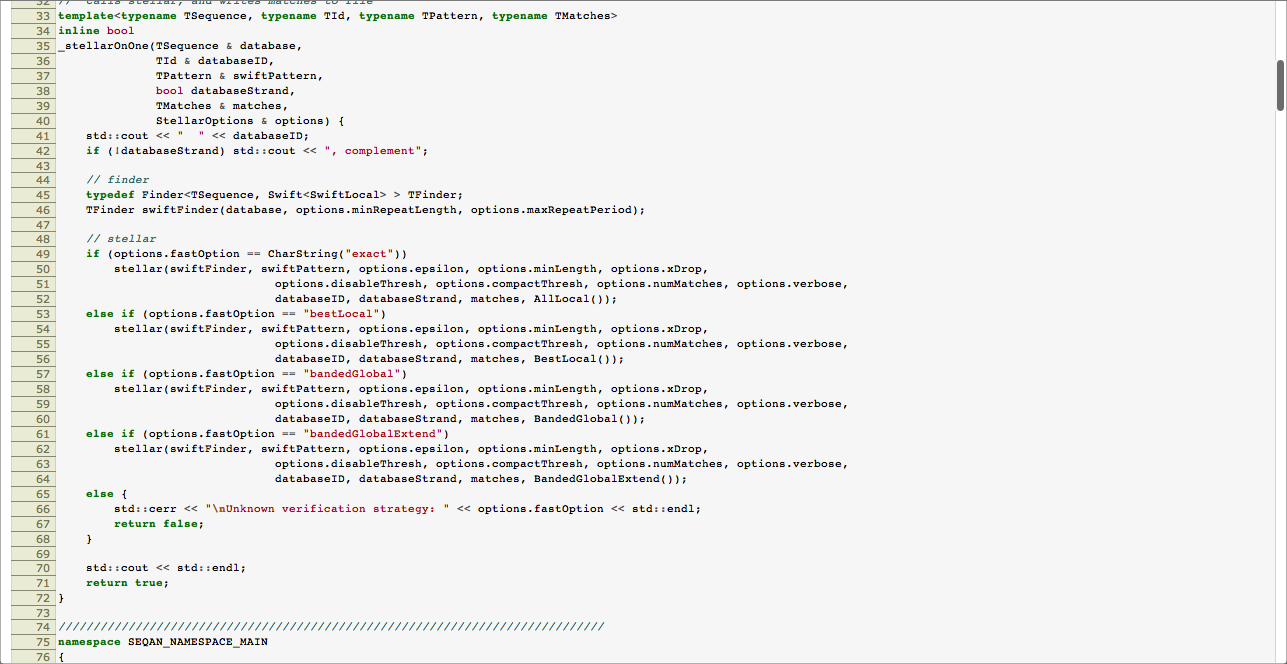 32 // Calls stellar, and writes matches to file
33 template<typename TSequence, typename TId, typename TPattern, typename TMatches>
34 inline bool
35 _stellarOnOne(TSequence & database,
36               TId & databaseID,
37               TPattern & swiftPattern,
38               bool databaseStrand,
39               TMatches & matches,
40               StellarOptions & options) {
41     std::cout << "  " << databaseID;
42     if (!databaseStrand) std::cout << ", complement";
43
44     // finder
45     typedef Finder<TSequence, Swift<SwiftLocal> > TFinder;
46     TFinder swiftFinder(database, options.minRepeatLength, options.maxRepeatPeriod);
47
48     // stellar
49     if (options.fastOption == CharString("exact"))
50         stellar(swiftFinder, swiftPattern, options.epsilon, options.minLength, options.xDrop,
51                                options.disableThresh, options.compactThresh, options.numMatches, options.verbose,
52                                databaseID, databaseStrand, matches, AllLocal());
53     else if (options.fastOption == "bestLocal")
54         stellar(swiftFinder, swiftPattern, options.epsilon, options.minLength, options.xDrop,
55                                options.disableThresh, options.compactThresh, options.numMatches, options.verbose,
56                                databaseID, databaseStrand, matches, BestLocal());
57     else if (options.fastOption == "bandedGlobal")
58         stellar(swiftFinder, swiftPattern, options.epsilon, options.minLength, options.xDrop,
59                                options.disableThresh, options.compactThresh, options.numMatches, options.verbose,
60                                databaseID, databaseStrand, matches, BandedGlobal());
61     else if (options.fastOption == "bandedGlobalExtend")
62         stellar(swiftFinder, swiftPattern, options.epsilon, options.minLength, options.xDrop,
63                                options.disableThresh, options.compactThresh, options.numMatches, options.verbose,
64                                databaseID, databaseStrand, matches, BandedGlobalExtend());
65     else {
66         std::cerr << "\nUnknown verification strategy: " << options.fastOption << std::endl;
67         return false;
68     }
69
70     std::cout << std::endl;
71     return true;
72 }
73
74 //////////////////////////////////////////////////////////////////////////////
75 namespace SEQAN_NAMESPACE_MAIN
76 {